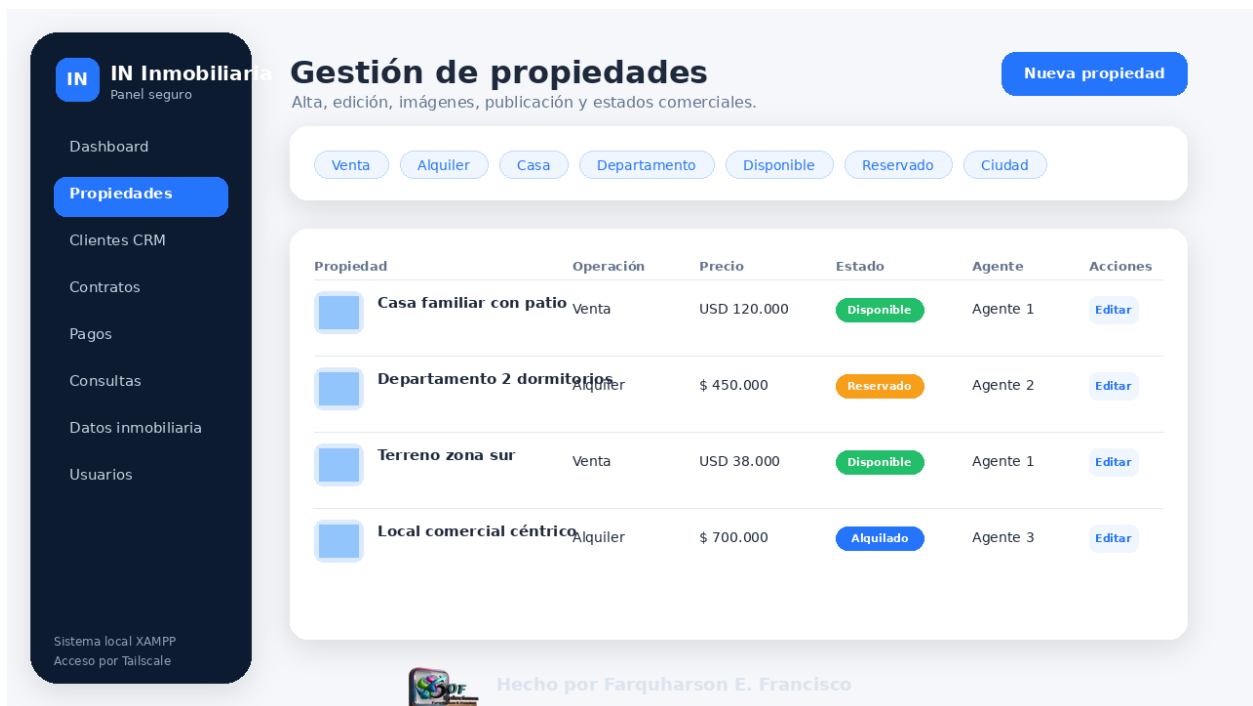 IN
IN Inmobiliaria
Panel seguro
Dashboard
Propiedades
Clientes CRM
Contratos
Pagos
Consultas
Datos inmobiliaria
Usuarios
Sistema local XAMPP
Acceso por Tailscale
Gestión de propiedades
Alta, edición, imágenes, publicación y estados comerciales.
Nueva propiedad
Venta Alquiler Casa Departamento Disponible Reservado Ciudad
Propiedad Operación Precio Estado Agente Acciones
Casa familiar con patio Venta USD 120.000 Disponible Agente 1 Editar
Departamento 2 dormitorios Alquiler $ 450.000 Reservado Agente 2 Editar
Terreno zona sur Venta USD 38.000 Disponible Agente 1 Editar
Local comercial céntrico Alquiler $ 700.000 Alquilado Agente 3 Editar
Hecho por Farquharson E. Francisco